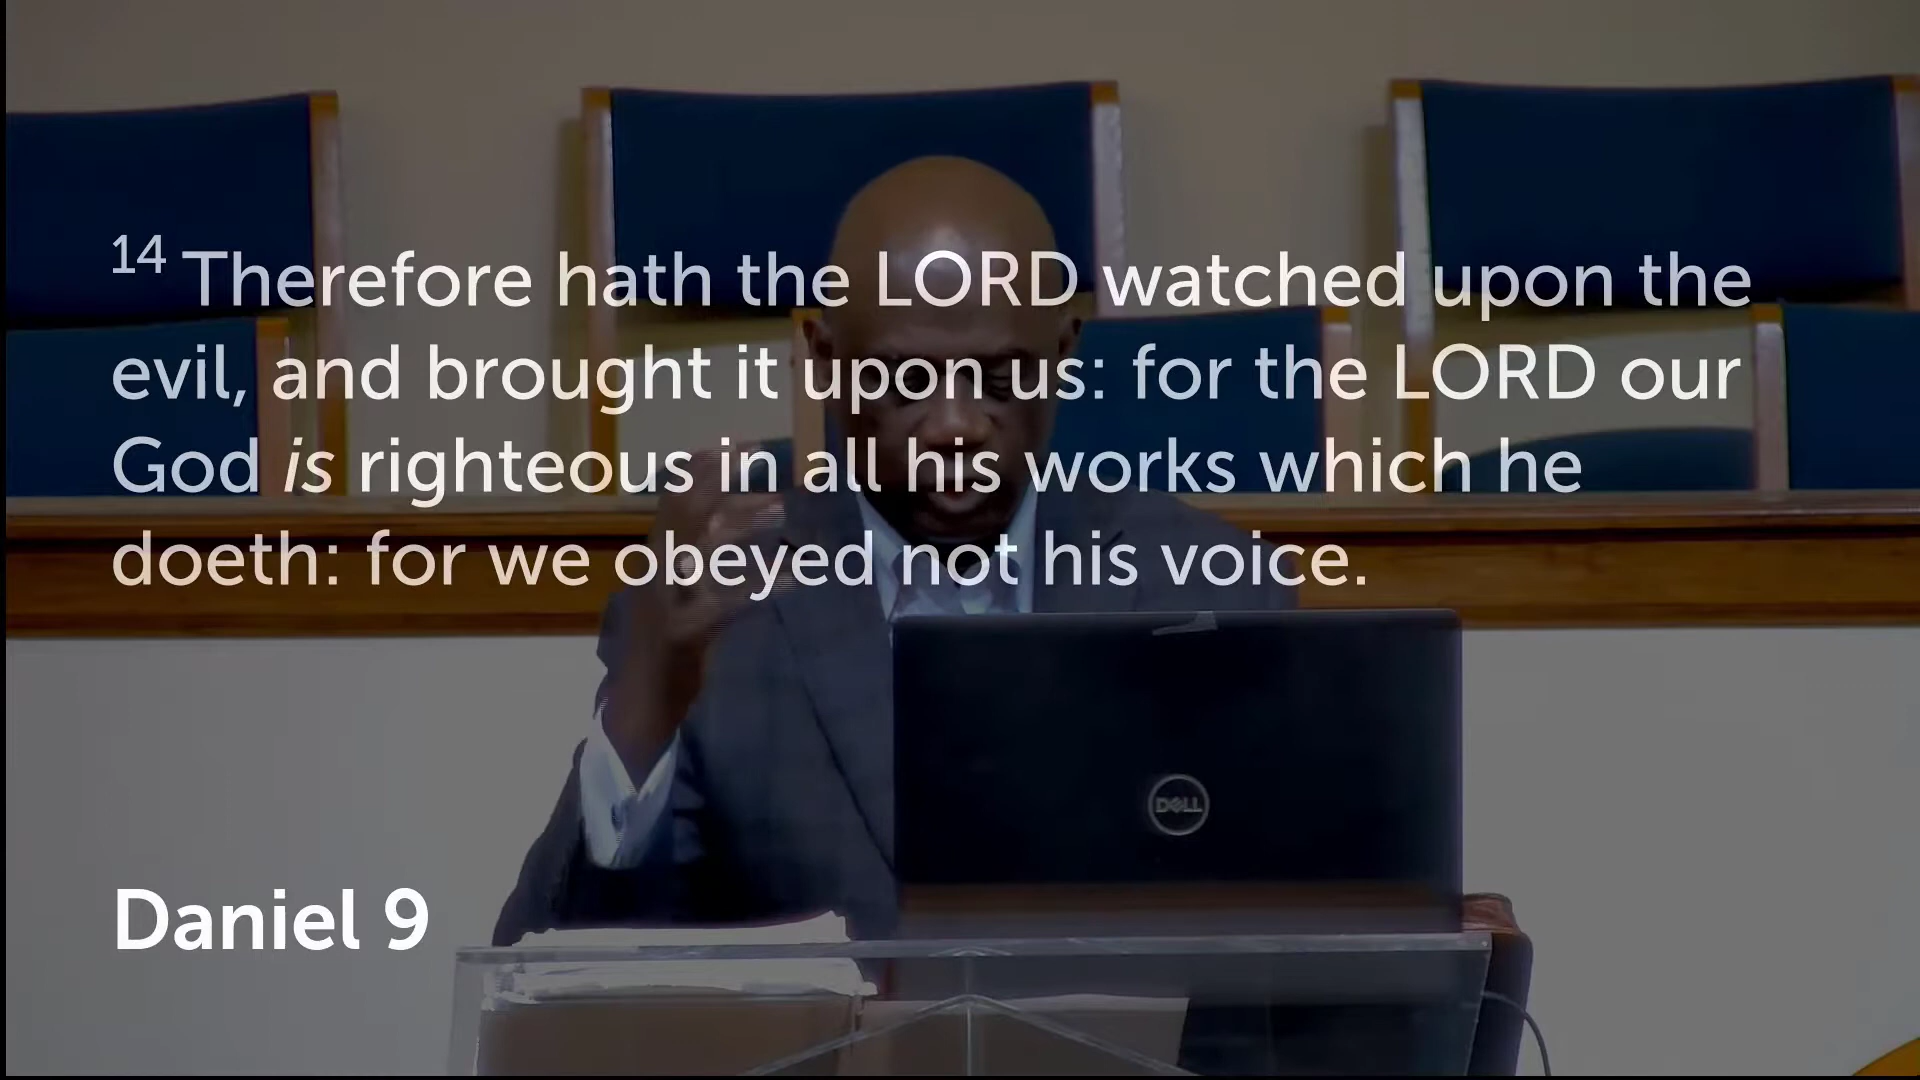 14 Therefore hath the LORD watched upon the
evil, and brought it upon us: for the LORD our
God is righteous in all his works which he
doeth: for we obeyed not his voice.
DELL
Daniel 9